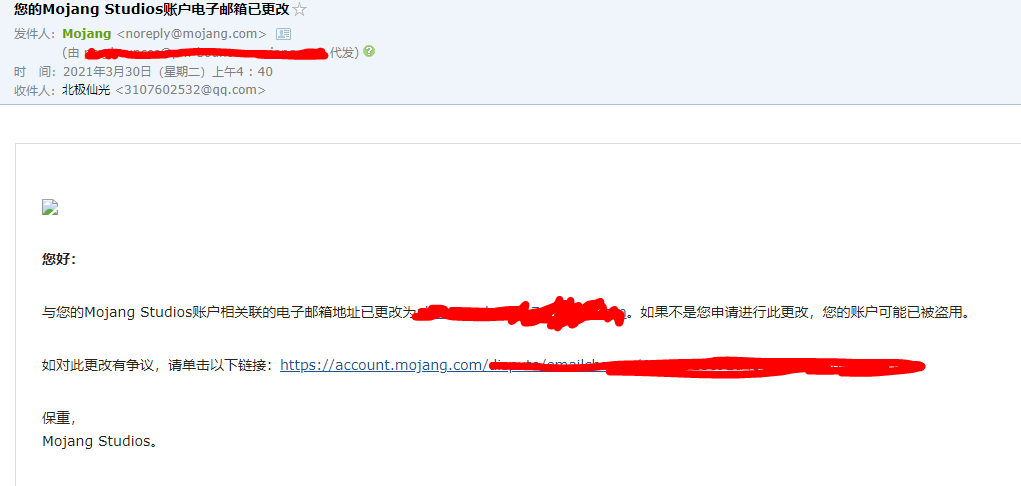 您的Mojang Studios账户电子邮箱已更改
发件人：Mojang <noreply@mojang.com>
(由 代发)
时 间：2021年3月30日（星期二）上午4：40
收件人：北极仙光 <3107602532@qq.com>
您好：
与您的Mojang Studios账户相关联的电子邮箱地址已更改为 。如果不是您申请进行此更改，您的账户可能已被盗用。
如对此更改有争议，请单击以下链接：https://account.mojang.com/
保重，
Mojang Studios。